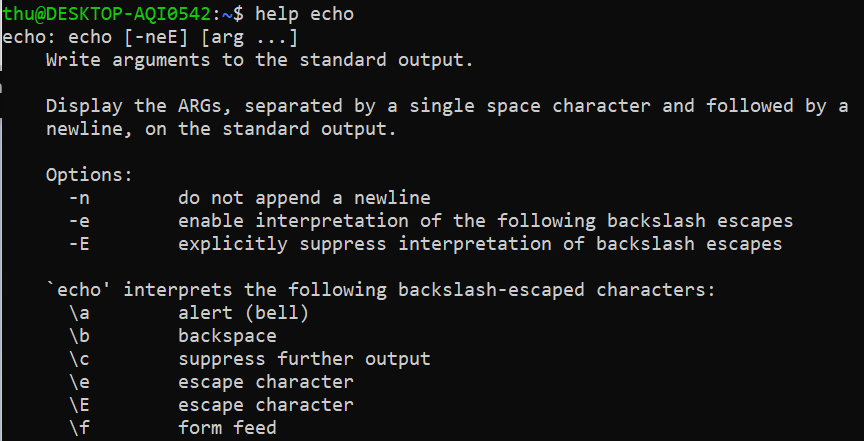 thu@DESKTOP-AQI0542:~$ help echo
echo: echo [-neE] [arg ...]
    Write arguments to the standard output.

    Display the ARGs, separated by a single space character and followed by a
    newline, on the standard output.

    Options:
      -n        do not append a newline
      -e        enable interpretation of the following backslash escapes
      -E        explicitly suppress interpretation of backslash escapes

    `echo' interprets the following backslash-escaped characters:
      \a        alert (bell)
      \b        backspace
      \c        suppress further output
      \e        escape character
      \E        escape character
      \f        form feed